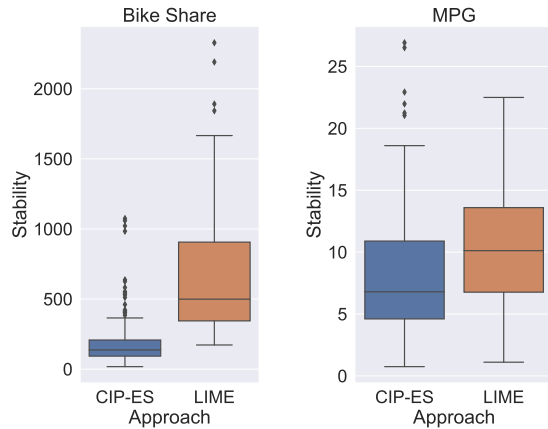 Bike Share
Stability
2000
1500
1000
500
0
CIP-ES
LIME
Approach
MPG
Stability
25
20
15
10
5
0
CIP-ES
LIME
Approach